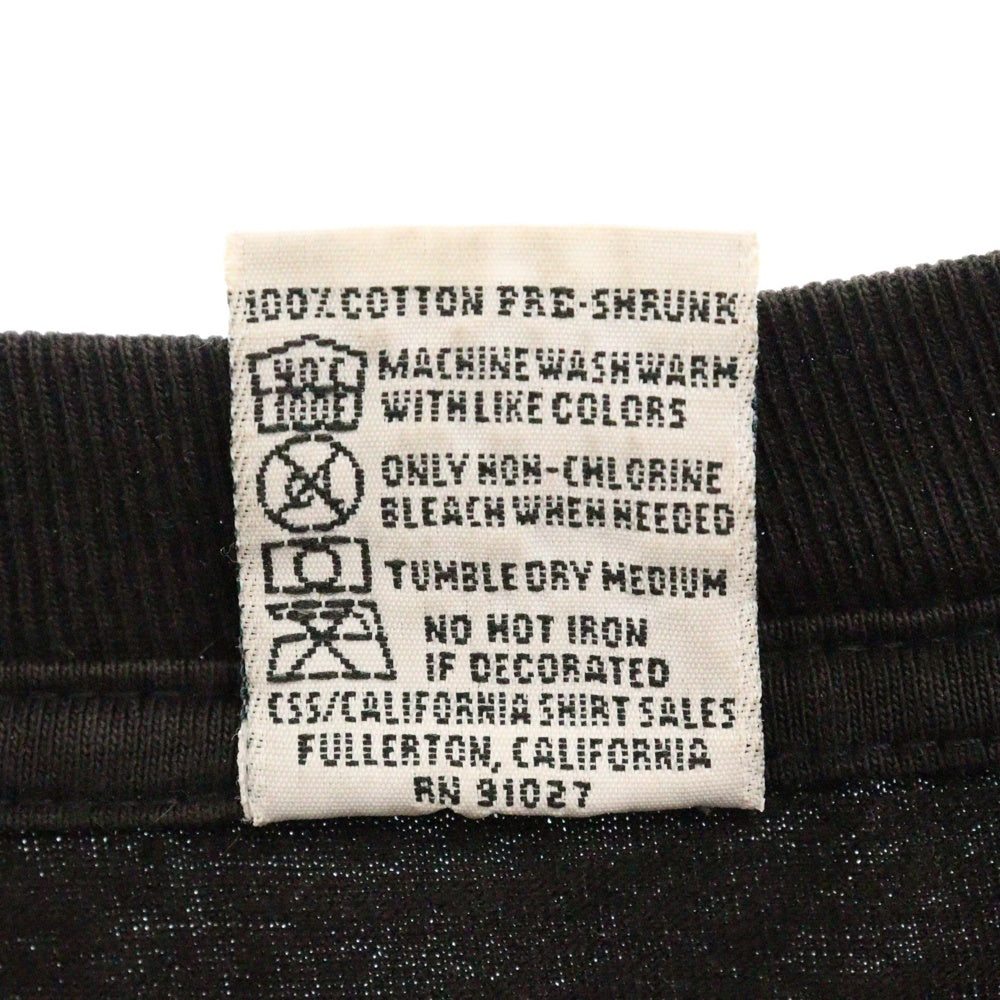 100% COTTON PRE-SHRUNK
40°C
MACHINE WASH WARM
WITH LIKE COLORS
ONLY NON-CHLORINE
BLEACH WHEN NEEDED
TUMBLE DRY MEDIUM
NO HOT IRON
IF DECORATED
CSS/CALIFORNIA SHIRT SALES
FULLERTON, CALIFORNIA
RN 91027